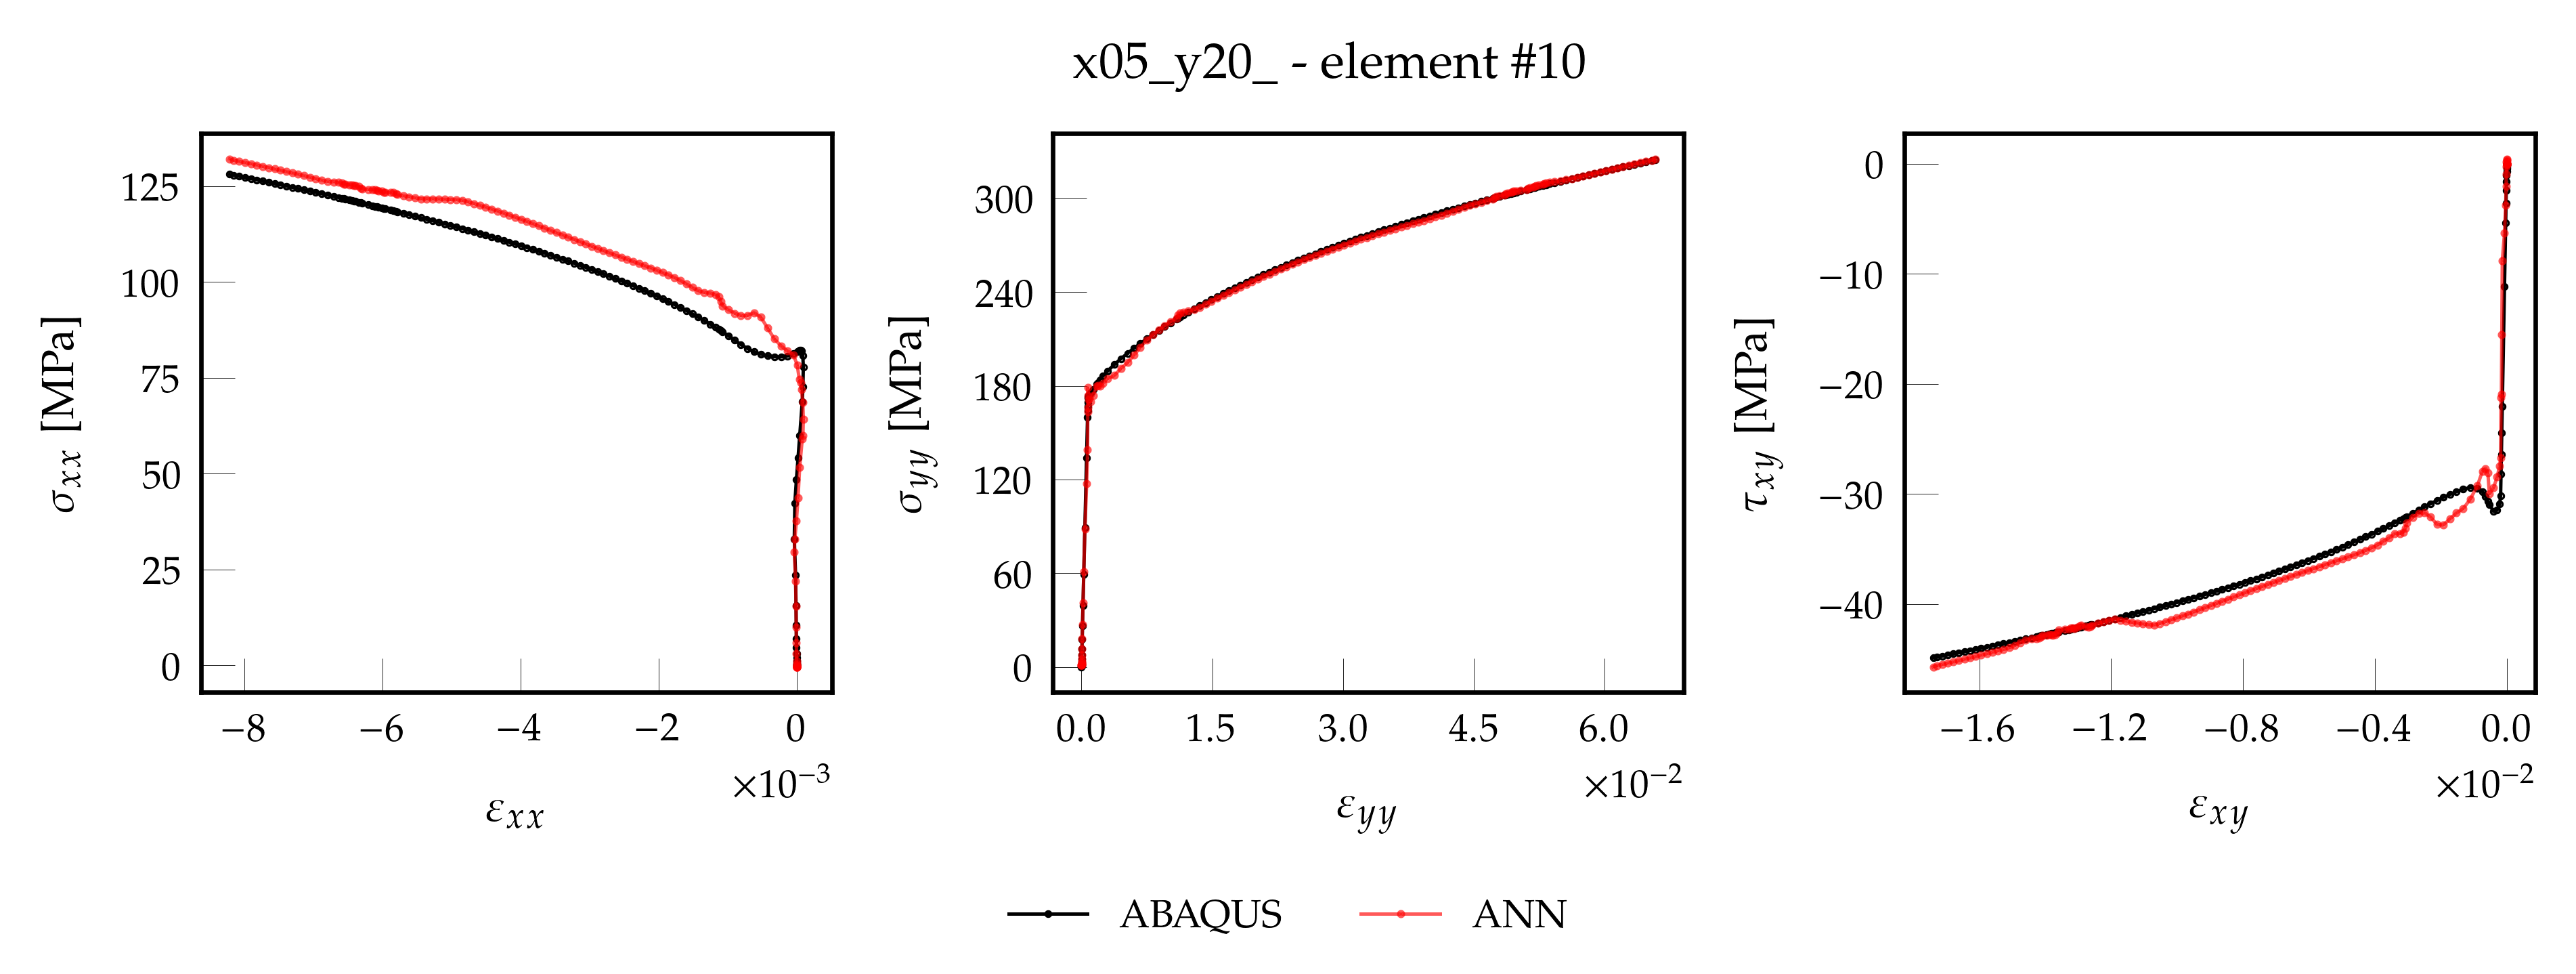 x05_y20_ - element #10
σxx [MPa]
125
100
75
50
25
0
−8 −6 −4 −2 0
×10−3
εxx
σyy [MPa]
300
240
180
120
60
0
0.0 1.5 3.0 4.5 6.0
×10−2
εyy
τxy [MPa]
0
−10
−20
−30
−40
−1.6 −1.2 −0.8 −0.4 0.0
×10−2
εxy
ABAQUS ANN